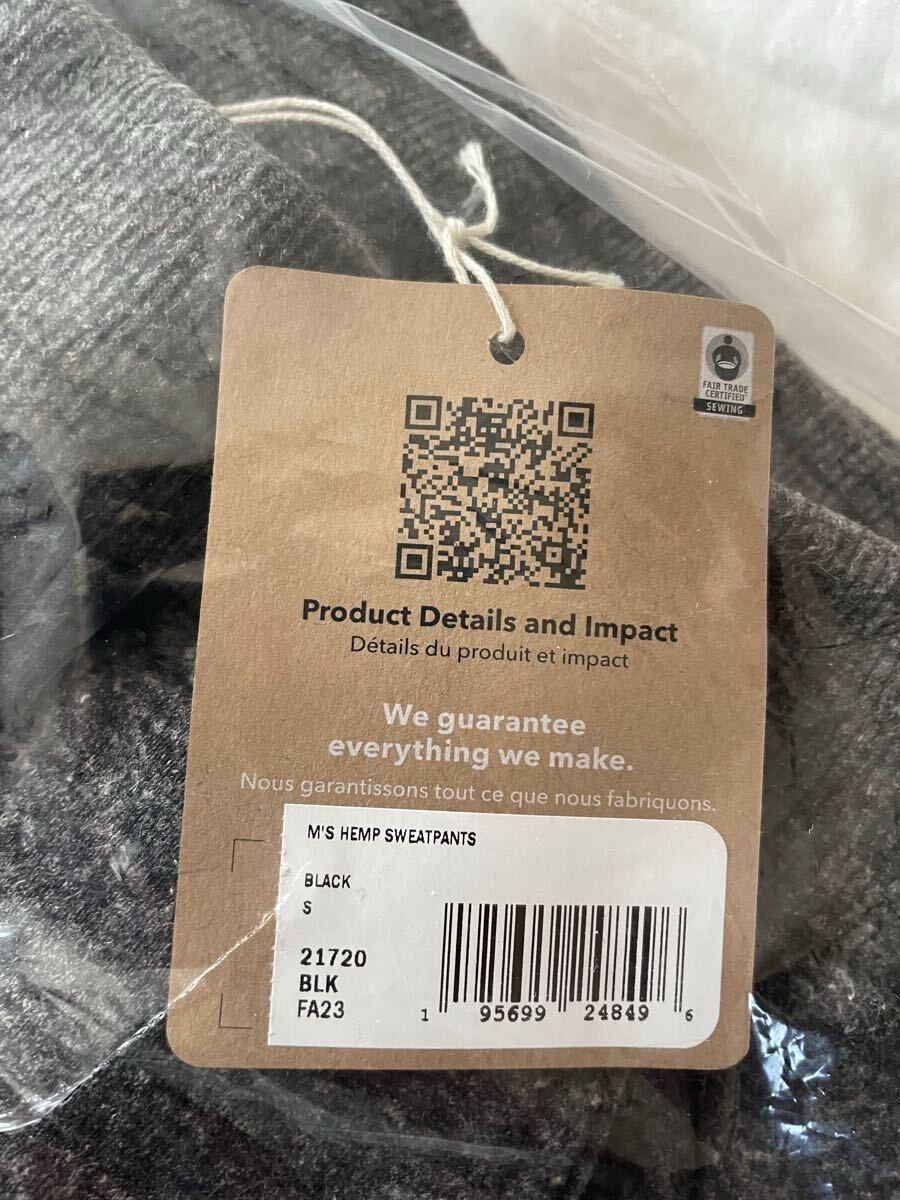 FAIR TRADE
CERTIFIED™
SEWING
Product Details and Impact
Détails du produit et impact
We guarantee
everything we make.
Nous garantissons tout ce que nous fabriquons.
M'S HEMP SWEATPANTS
BLACK
S
21720
BLK
FA23
1 95699 24849 6